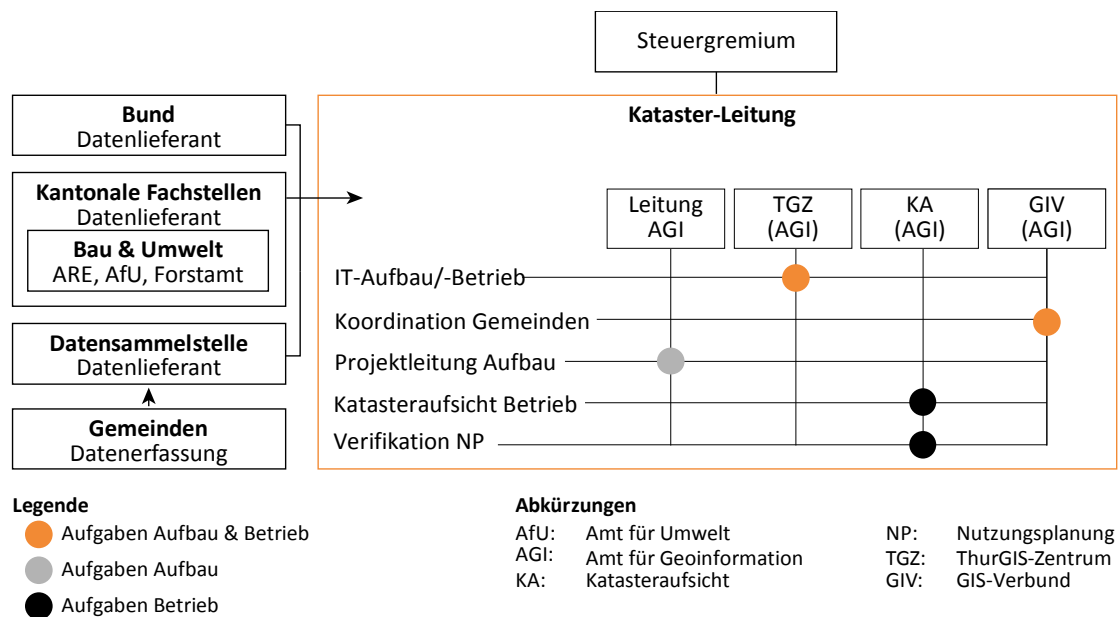 Steuergremium
Bund
Datenlieferant
Kantonale Fachstellen
Datenlieferant
Bau & Umwelt
ARE, AfU, Forstamt
Datensammelstelle
Datenlieferant
Gemeinden
Datenerfassung
Kataster-Leitung
Leitung
AGI
TGZ
(AGI)
KA
(AGI)
GIV
(AGI)
IT-Aufbau/-Betrieb
Koordination Gemeinden
Projektleitung Aufbau
Katasteraufsicht Betrieb
Verifikation NP
Legende
Aufgaben Aufbau & Betrieb
Aufgaben Aufbau
Aufgaben Betrieb
Abkürzungen
AfU: Amt für Umwelt
AGI: Amt für Geoinformation
KA: Katasteraufsicht
NP: Nutzungsplanung
TGZ: ThurGIS-Zentrum
GIV: GIS-Verbund